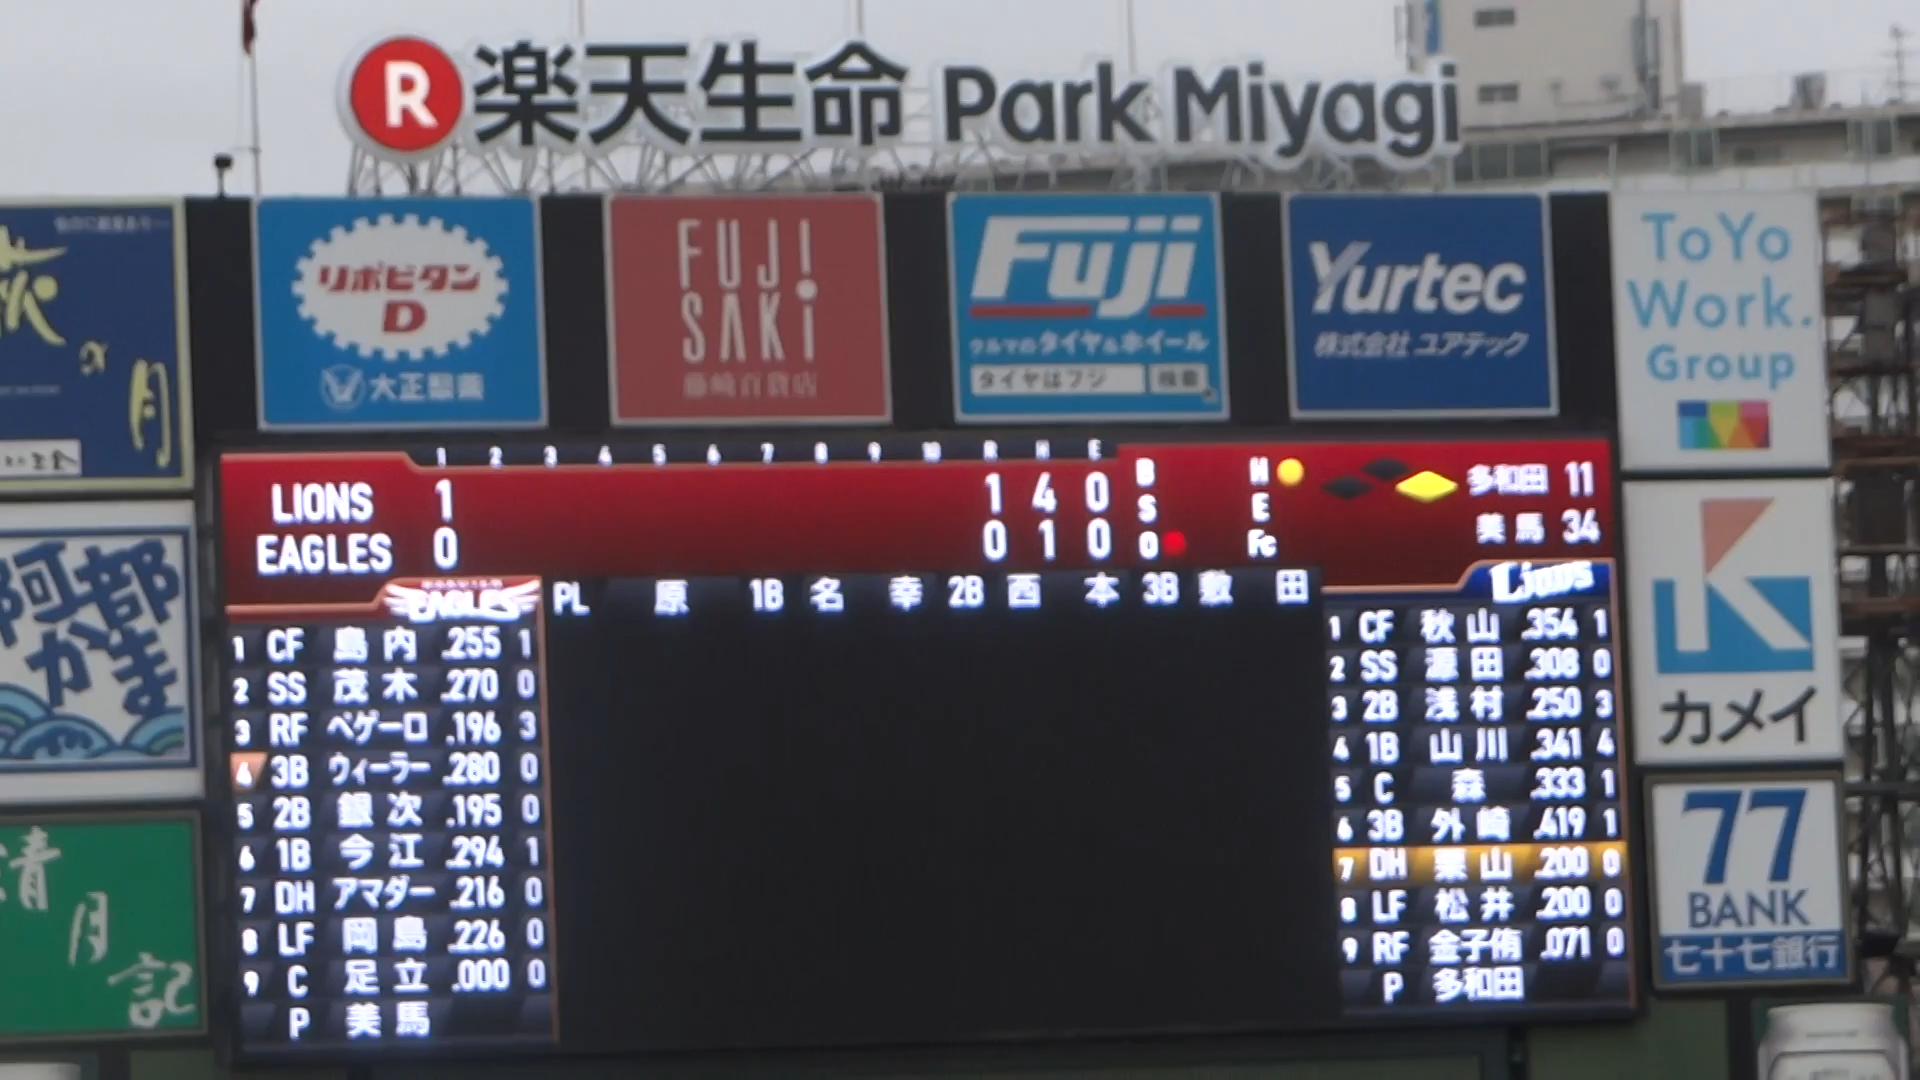 R 楽天生命 Park Miyagi
萩
の
月
リポビタン
D
大正製薬
FUJI
SAKI
藤崎百貨店
Fuji
クルマのタイヤ&ホイール
タイヤはフジ 検索
Yurtec
株式会社 ユアテック
ToYo
Work.
Group
1 2 3 4 5 6 7 8 9 10 R H E
LIONS 1 1 4 0
EAGLES 0 0 1 0
B
S
O
H
E
Fc
多和田 11
美馬 34
EAGLES
PL 原 1B 名幸 2B 西本 3B 敷田
Lions
1 CF 島内 .255 1
2 SS 茂木 .270 0
3 RF ペゲーロ .196 3
4 3B ウィーラー .280 0
5 2B 銀次 .195 0
6 1B 今江 .294 1
7 DH アマダー .216 0
8 LF 岡島 .226 0
9 C 足立 .000 0
P 美馬
1 CF 秋山 .354 1
2 SS 源田 .308 0
3 2B 浅村 .250 3
4 1B 山川 .341 4
5 C 森 .333 1
6 3B 外崎 .419 1
7 DH 栗山 .200 0
8 LF 松井 .200 0
9 RF 金子侑 .071 0
P 多和田
阿部
かま
カメイ
77
BANK
七十七銀行
清
月
記